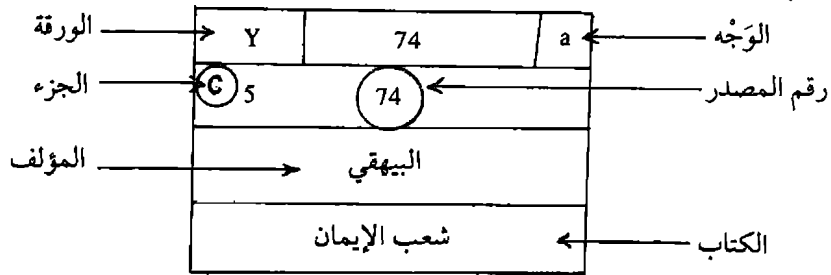 الوَجْه a 74 Y الورقة
رقم المصدر 74 5 C الجزء
البيهقي المؤلف
الكتاب شعب الإيمان